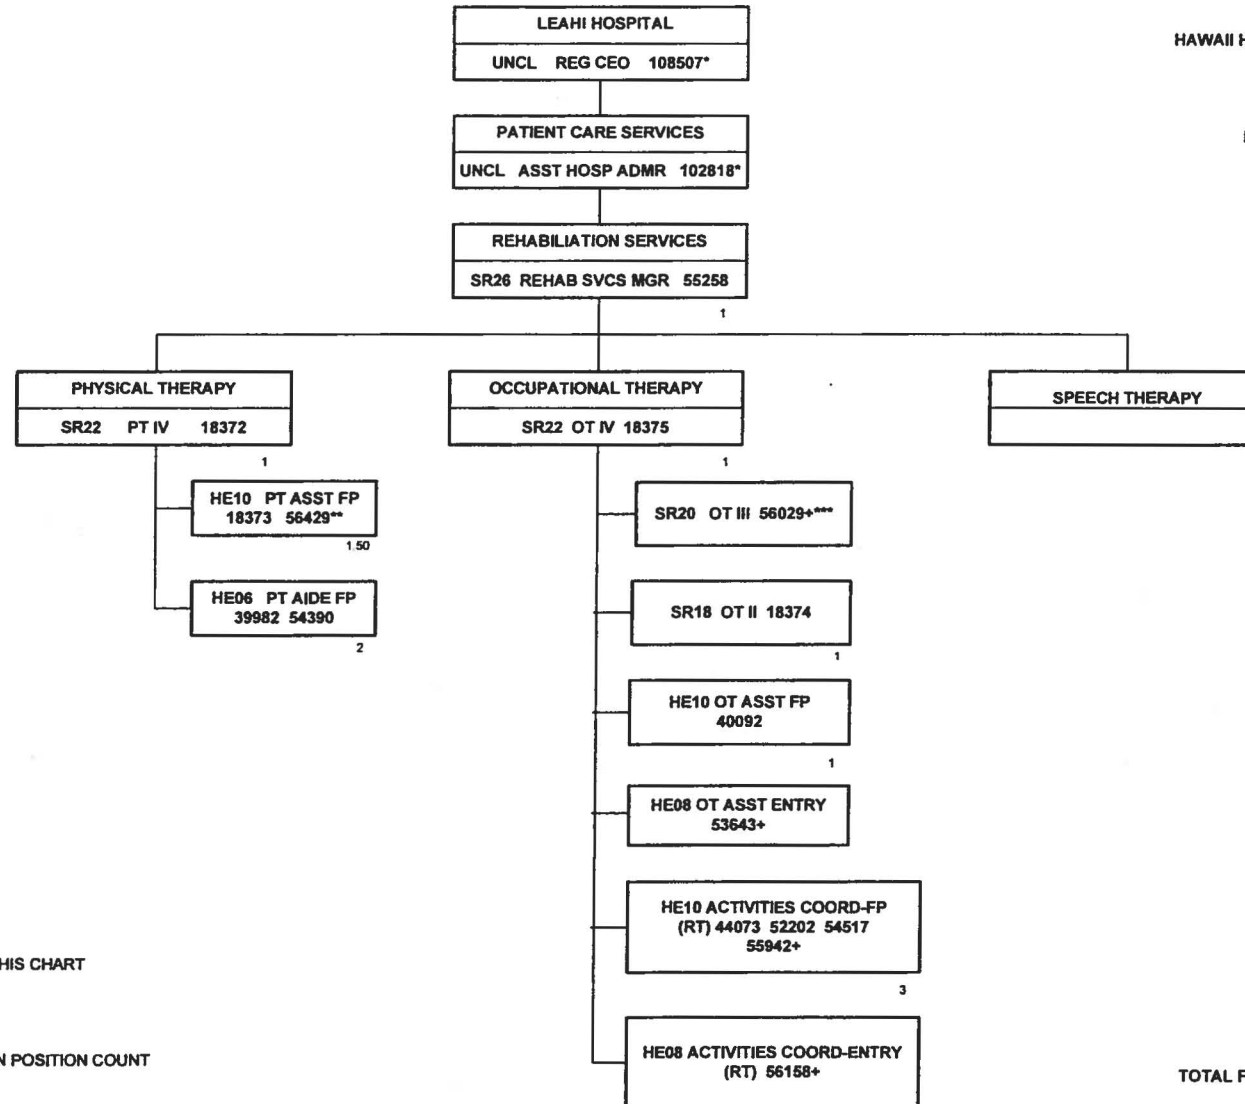 LEAHI HOSPITAL
UNCL REG CEO 108507*
HAWAII H
PATIENT CARE SERVICES
UNCL ASST HOSP ADMR 102818*
REHABILIATION SERVICES
SR26 REHAB SVCS MGR 55258
1
PHYSICAL THERAPY
SR22 PT IV 18372
1
HE10 PT ASST FP
18373 56429**
1.50
HE06 PT AIDE FP
39982 54390
2
OCCUPATIONAL THERAPY
SR22 OT IV 18375
1
SR20 OT III 56029+***
SR18 OT II 18374
1
HE10 OT ASST FP
40092
1
HE08 OT ASST ENTRY
53643+
HE10 ACTIVITIES COORD-FP
(RT) 44073 52202 54517
55942+
3
HE08 ACTIVITIES COORD-ENTRY
(RT) 56158+
SPEECH THERAPY
HIS CHART
N POSITION COUNT
TOTAL F